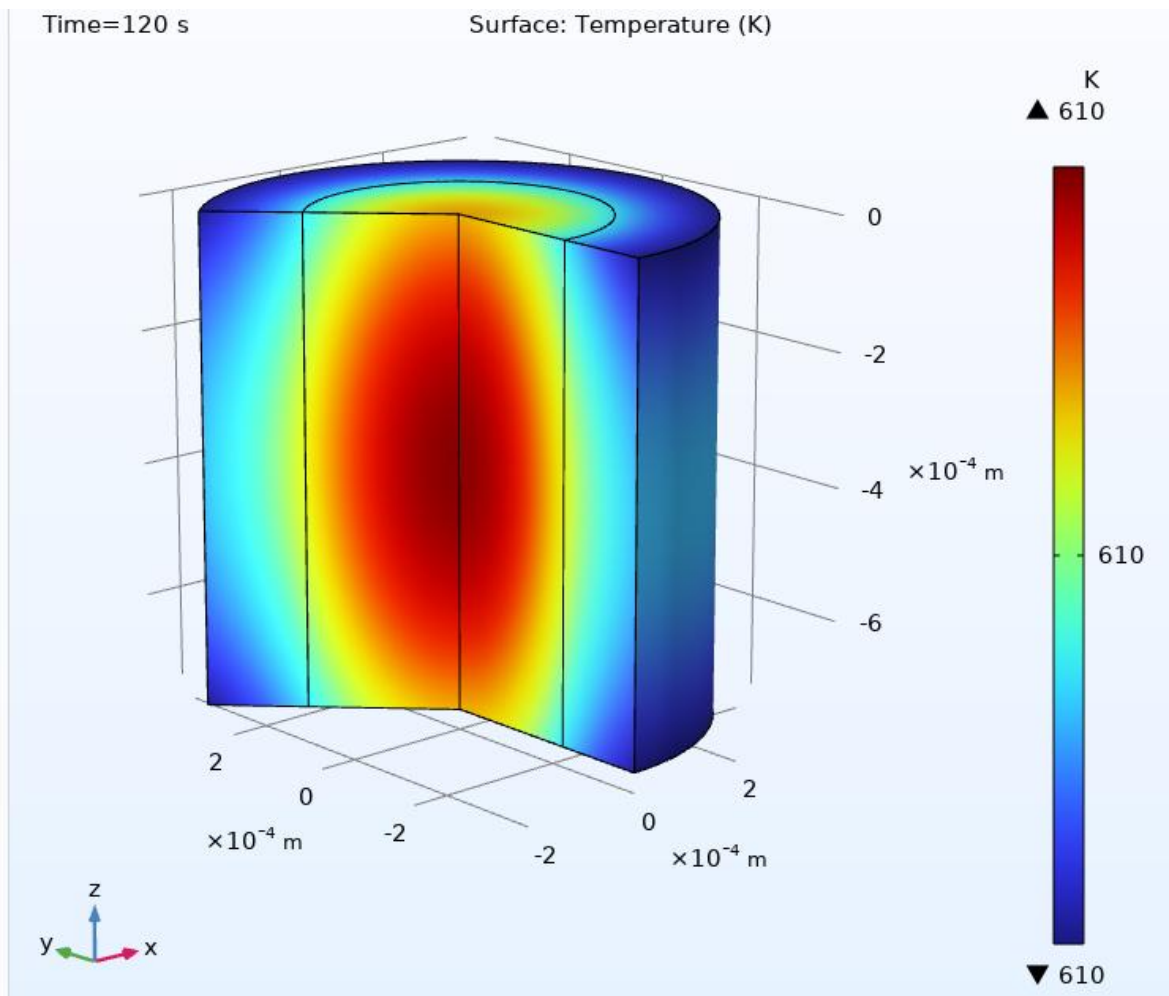 Time=120 s
Surface: Temperature (K)
K
▲ 610
0
-2
×10⁻⁴ m
-4
610
-6
2
0
-2
×10⁻⁴ m
-2
0
2
×10⁻⁴ m
z
y
x
▼ 610